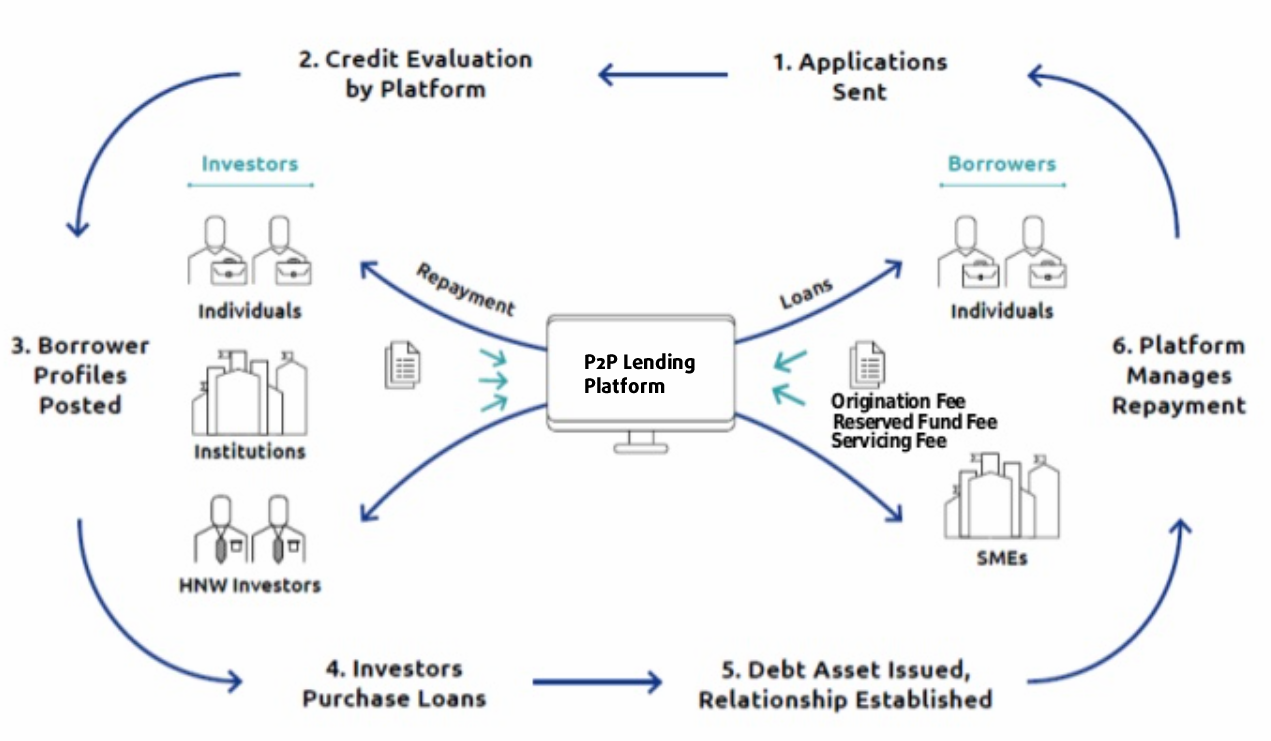 2. Credit Evaluation
by Platform
1. Applications
Sent
Investors
Borrowers
Individuals
Repayment
Loans
Individuals
3. Borrower
Profiles
Posted
P2P Lending
Platform
6. Platform
Manages
Repayment
Origination Fee
Reserved Fund Fee
Servicing Fee
Institutions
SMEs
HNW Investors
4. Investors
Purchase Loans
5. Debt Asset Issued,
Relationship Established